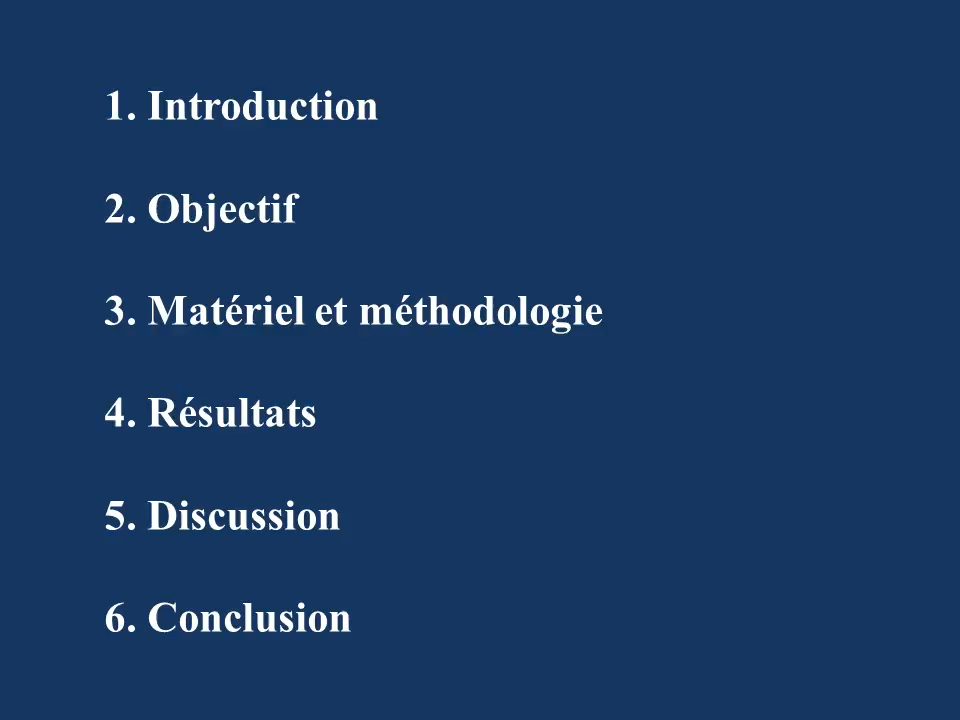 1. Introduction
2. Objectif
3. Matériel et méthodologie
4. Résultats
5. Discussion
6. Conclusion